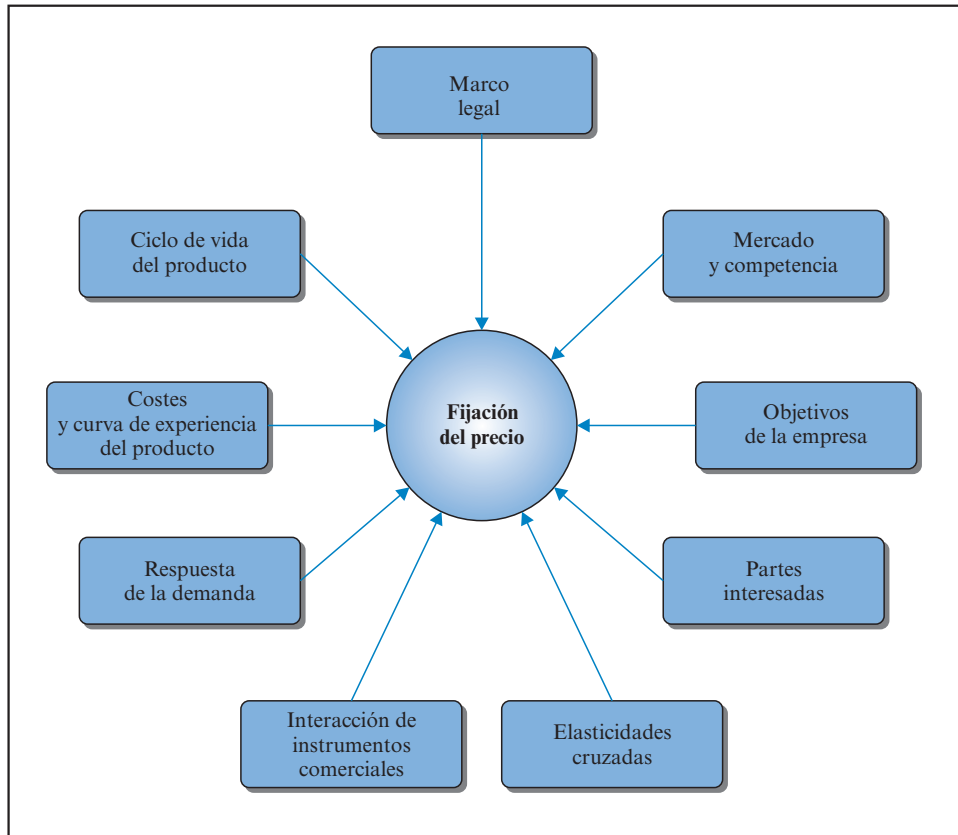 Marco
legal
Ciclo de vida
del producto
Mercado
y competencia
Costes
y curva de experiencia
del producto
Fijación
del precio
Objetivos
de la empresa
Respuesta
de la demanda
Partes
interesadas
Interacción de
instrumentos
comerciales
Elasticidades
cruzadas